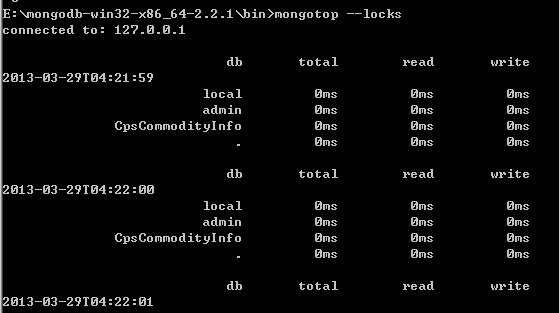 E:\mongodb-win32-x86_64-2.2.1\bin>mongotop --locks
connected to: 127.0.0.1
db total read write
2013-03-29T04:21:59
local 0ms 0ms 0ms
admin 0ms 0ms 0ms
CpsCommodityInfo 0ms 0ms 0ms
. 0ms 0ms 0ms
db total read write
2013-03-29T04:22:00
local 0ms 0ms 0ms
admin 0ms 0ms 0ms
CpsCommodityInfo 0ms 0ms 0ms
. 0ms 0ms 0ms
db total read write
2013-03-29T04:22:01